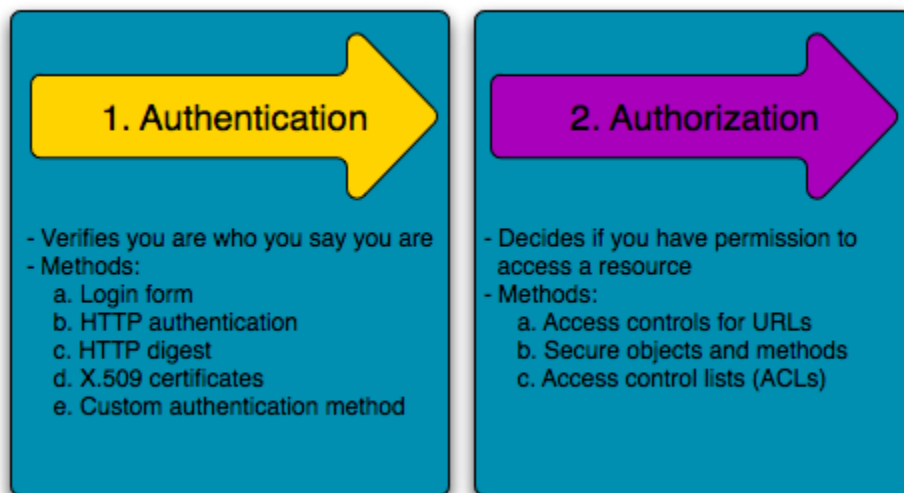 1. Authentication
- Verifies you are who you say you are
- Methods:
a. Login form
b. HTTP authentication
c. HTTP digest
d. X.509 certificates
e. Custom authentication method
2. Authorization
- Decides if you have permission to
access a resource
- Methods:
a. Access controls for URLs
b. Secure objects and methods
c. Access control lists (ACLs)